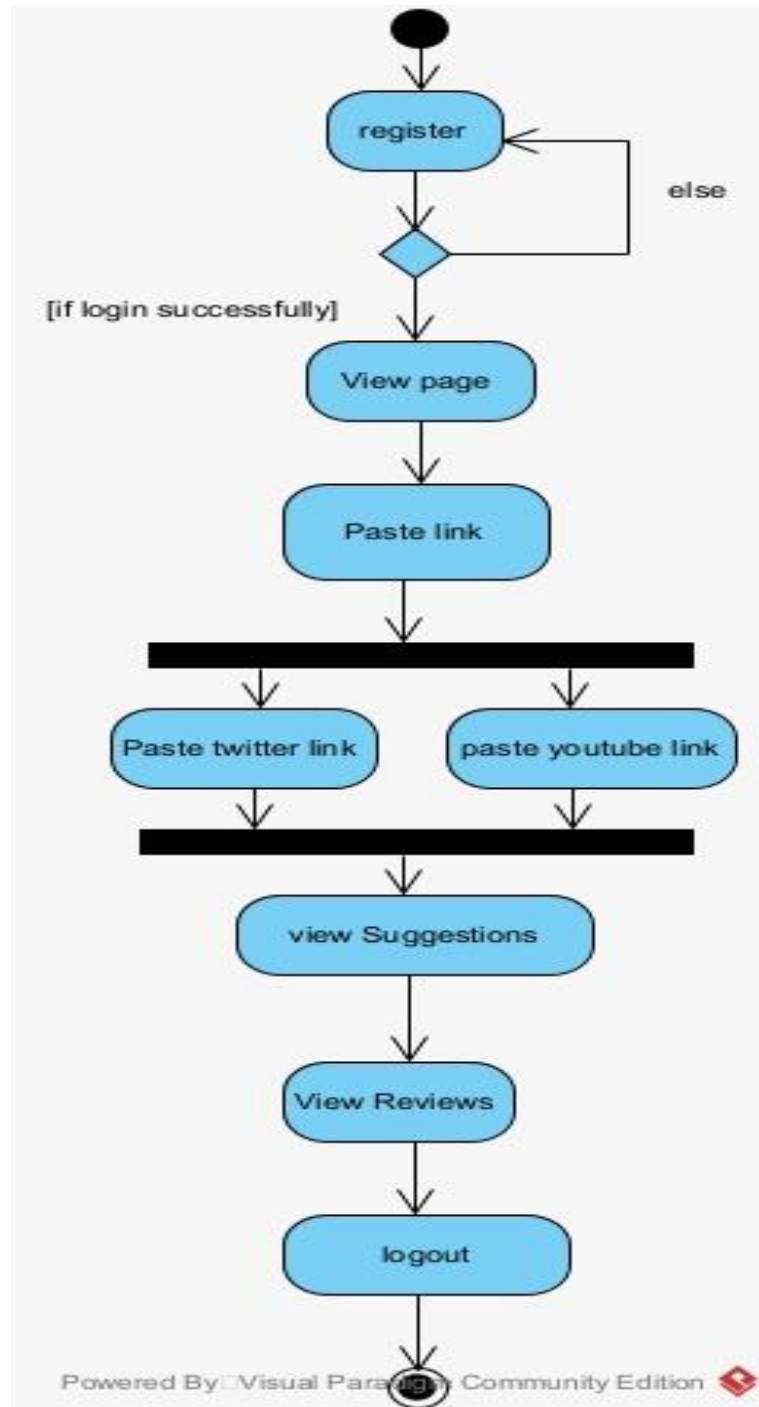 register
else
[if login successfully]
View page
Paste link
Paste twitter link
paste youtube link
view Suggestions
View Reviews
logout
Powered By Visual Paradigm Community Edition